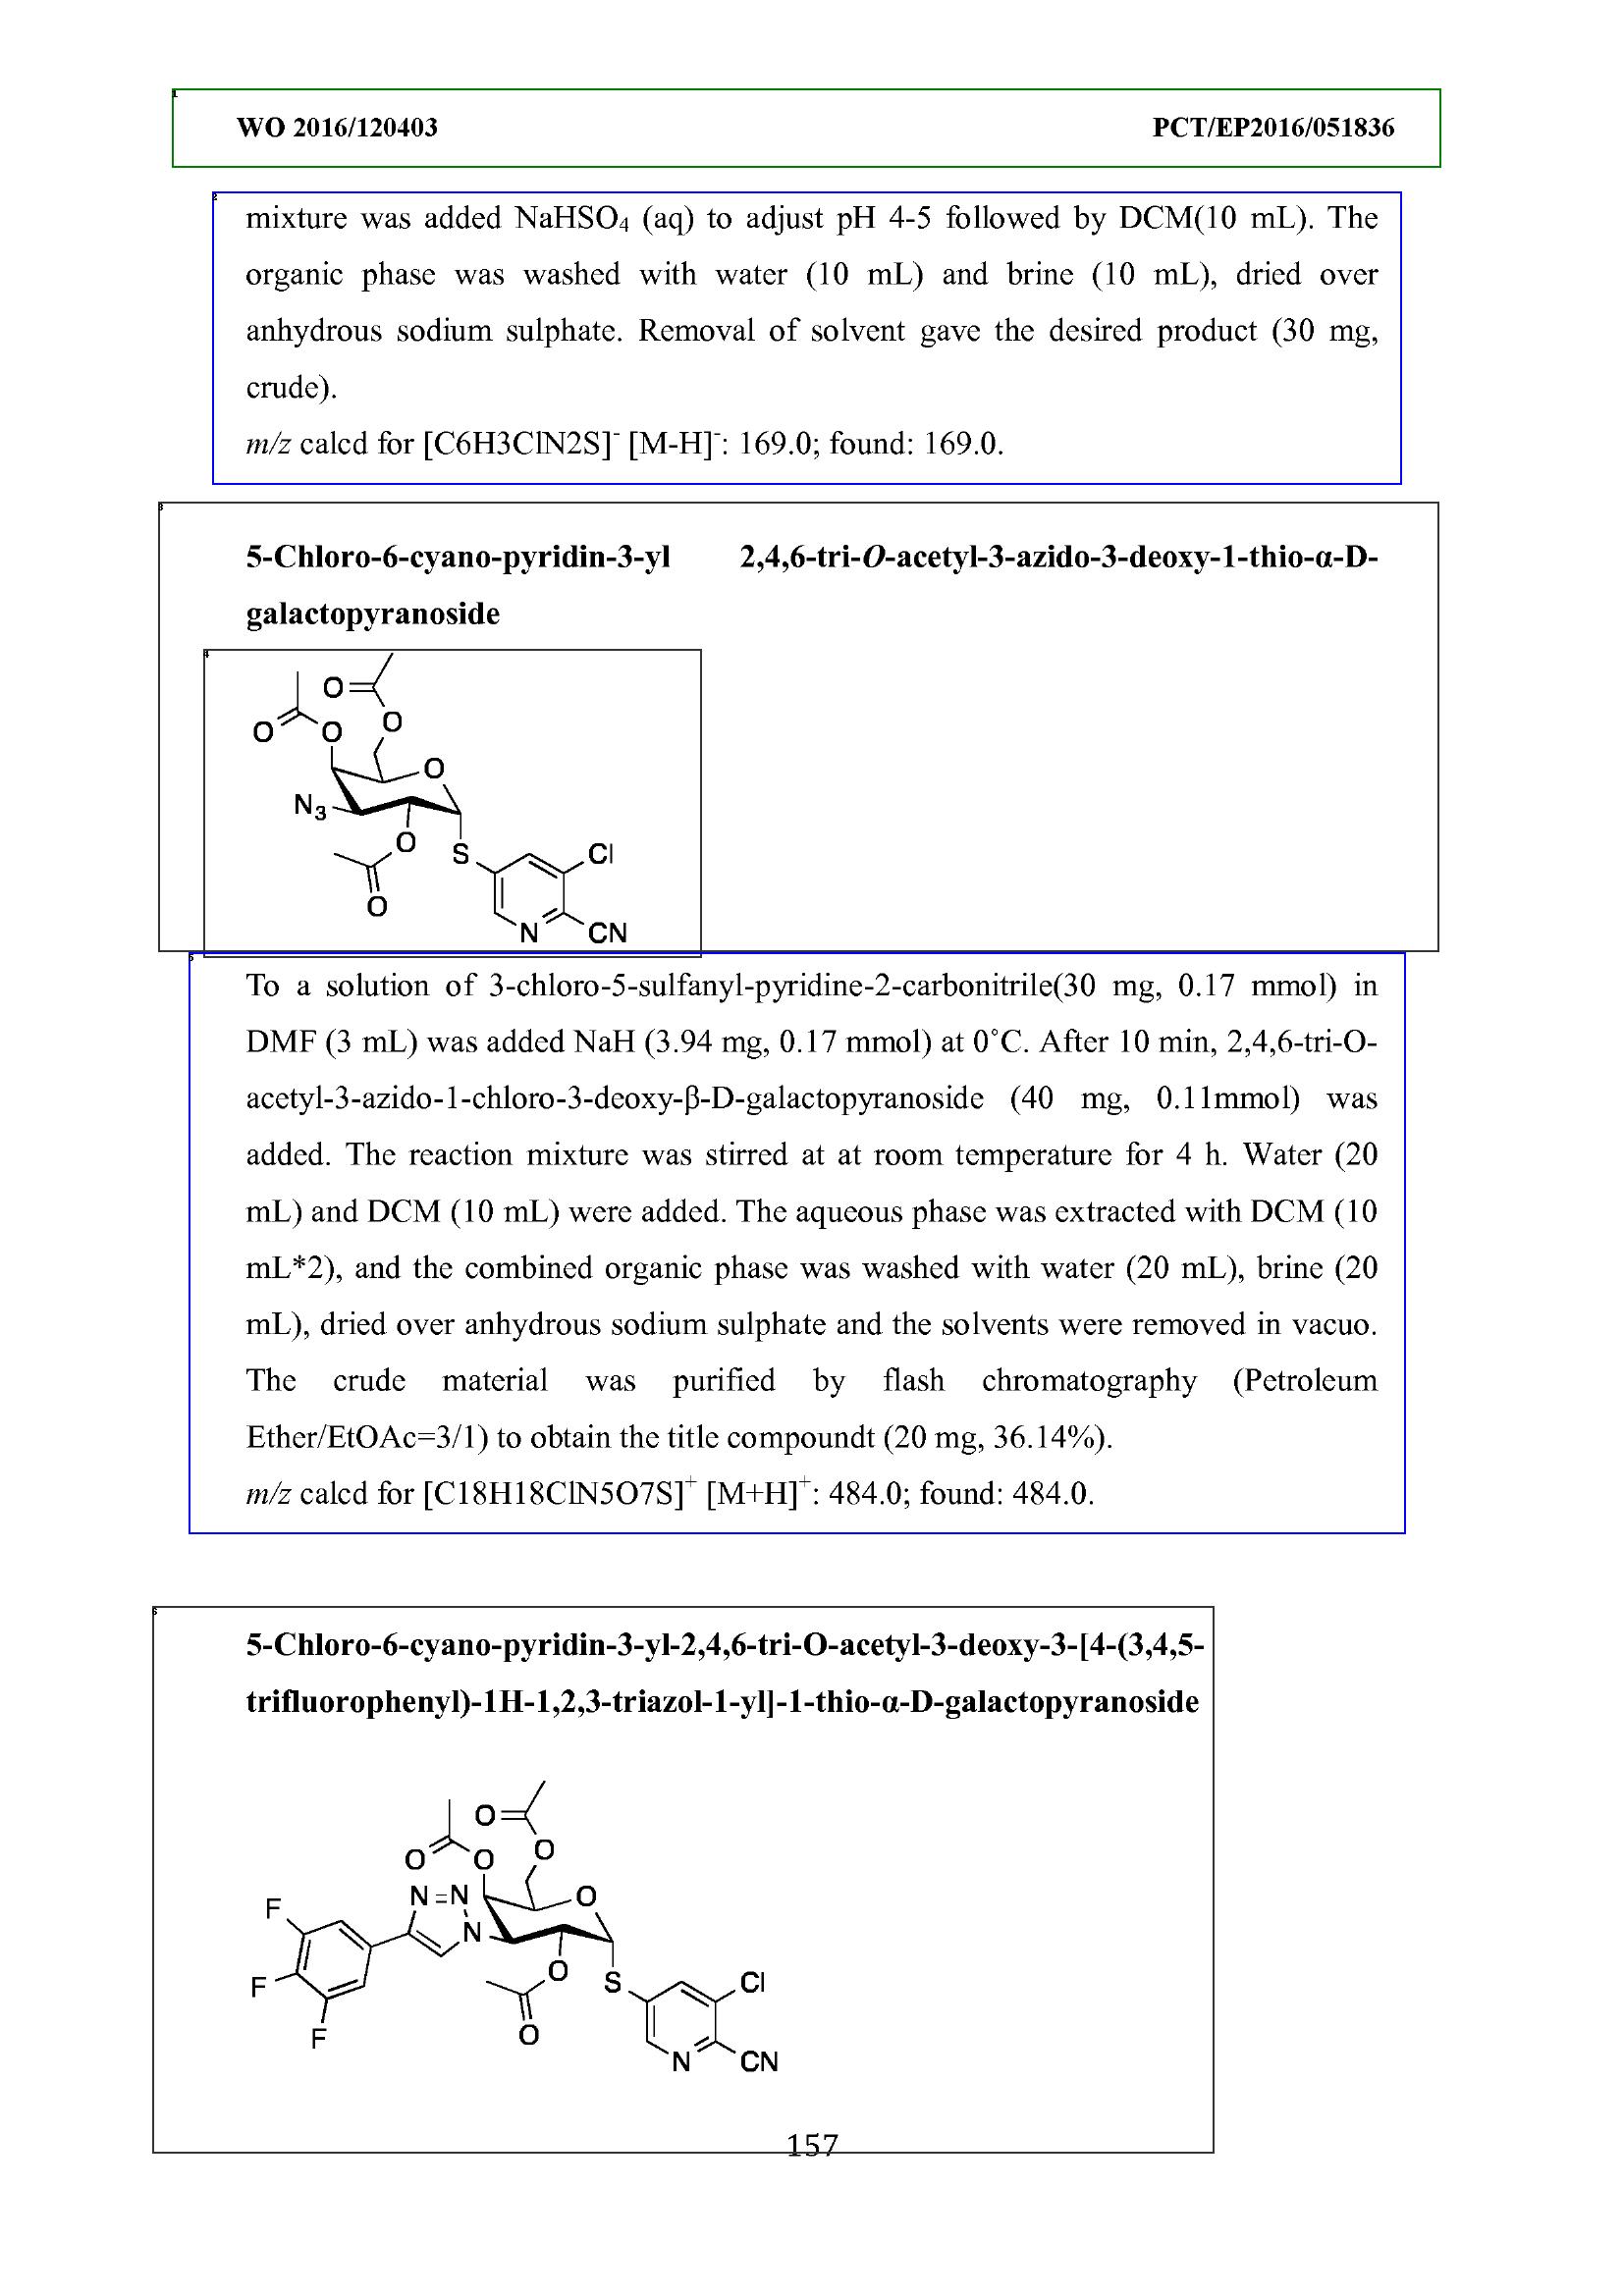 WO 2016/120403 PCT/EP2016/051836
mixture was added NaHSO₄ (aq) to adjust pH 4-5 followed by DCM(10 mL). The
organic phase was washed with water (10 mL) and brine (10 mL), dried over
anhydrous sodium sulphate. Removal of solvent gave the desired product (30 mg,
crude).
m/z calcd for [C6H3ClN2S]⁻ [M-H]⁻: 169.0; found: 169.0.
5-Chloro-6-cyano-pyridin-3-yl 2,4,6-tri-O-acetyl-3-azido-3-deoxy-1-thio-α-D-
galactopyranoside
O
O O O
O
N₃
O S Cl
O
N CN
To a solution of 3-chloro-5-sulfanyl-pyridine-2-carbonitrile(30 mg, 0.17 mmol) in
DMF (3 mL) was added NaH (3.94 mg, 0.17 mmol) at 0˚C. After 10 min, 2,4,6-tri-O-
acetyl-3-azido-1-chloro-3-deoxy-β-D-galactopyranoside (40 mg, 0.11mmol) was
added. The reaction mixture was stirred at at room temperature for 4 h. Water (20
mL) and DCM (10 mL) were added. The aqueous phase was extracted with DCM (10
mL*2), and the combined organic phase was washed with water (20 mL), brine (20
mL), dried over anhydrous sodium sulphate and the solvents were removed in vacuo.
The crude material was purified by flash chromatography (Petroleum
Ether/EtOAc=3/1) to obtain the title compoundt (20 mg, 36.14%).
m/z calcd for [C18H18ClN5O7S]⁺ [M+H]⁺: 484.0; found: 484.0.
5-Chloro-6-cyano-pyridin-3-yl-2,4,6-tri-O-acetyl-3-deoxy-3-[4-(3,4,5-
trifluorophenyl)-1H-1,2,3-triazol-1-yl]-1-thio-α-D-galactopyranoside
O
O O O
F N=N O
N
F O S Cl
F O
N CN
157